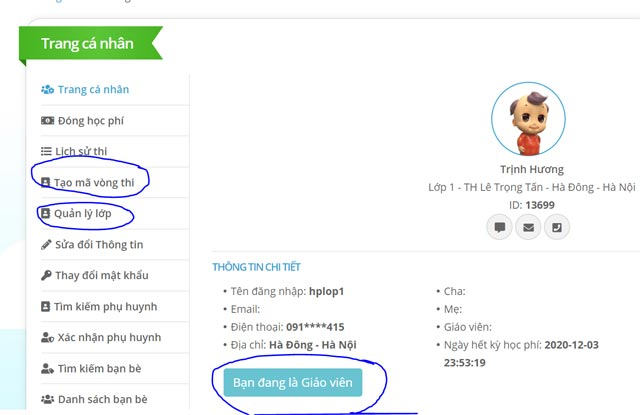 Trang cá nhân
Trang cá nhân
Đóng học phí
Lịch sử thi
Tạo mã vòng thi
Quản lý lớp
Sửa đổi Thông tin
Thay đổi mật khẩu
Tìm kiếm phụ huynh
Xác nhận phụ huynh
Tìm kiếm bạn bè
Danh sách bạn bè
Trịnh Hương
Lớp 1 - TH Lê Trọng Tấn - Hà Đông - Hà Nội
ID: 13699
THÔNG TIN CHI TIẾT
• Tên đăng nhập: hplop1
• Email:
• Điện thoại: 091****415
• Địa chỉ: Hà Đông - Hà Nội
• Cha:
• Mẹ:
• Giáo viên:
• Ngày hết kỳ học phí: 2020-12-03
23:53:19
Bạn đang là Giáo viên